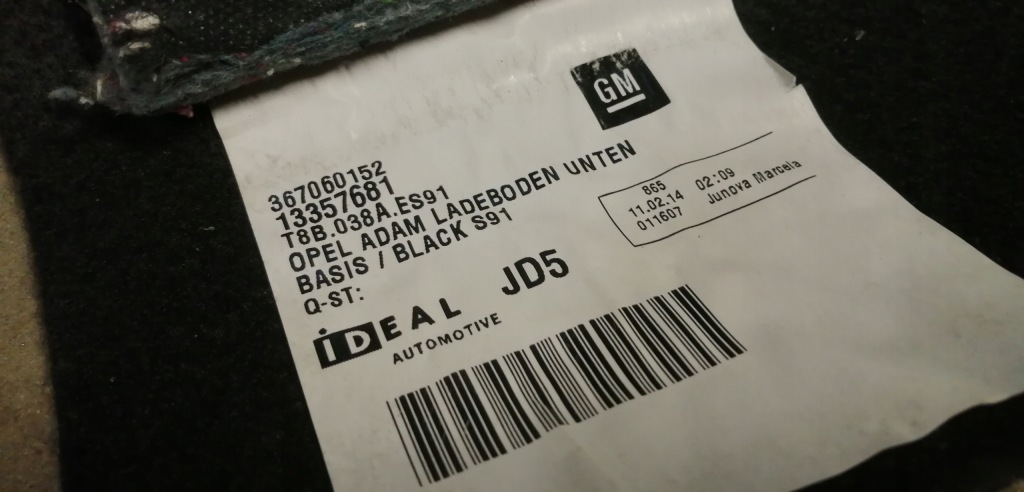 GM
367060152
13357681
T8B.038A.ES91
OPEL ADAM LADEBODEN UNTEN
BASIS / BLACK S91
Q-ST:
865
11.02.14 02:09
011607 Junova Marcela
iDEAL JD5
AUTOMOTIVE